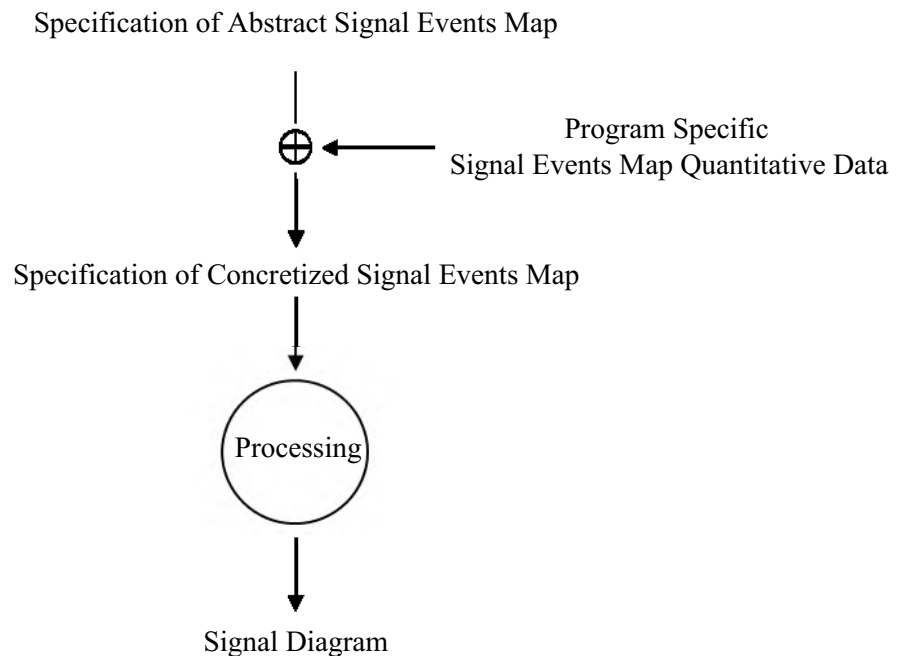 Specification of Abstract Signal Events Map
Program Specific
Signal Events Map Quantitative Data
Specification of Concretized Signal Events Map
Processing
Signal Diagram